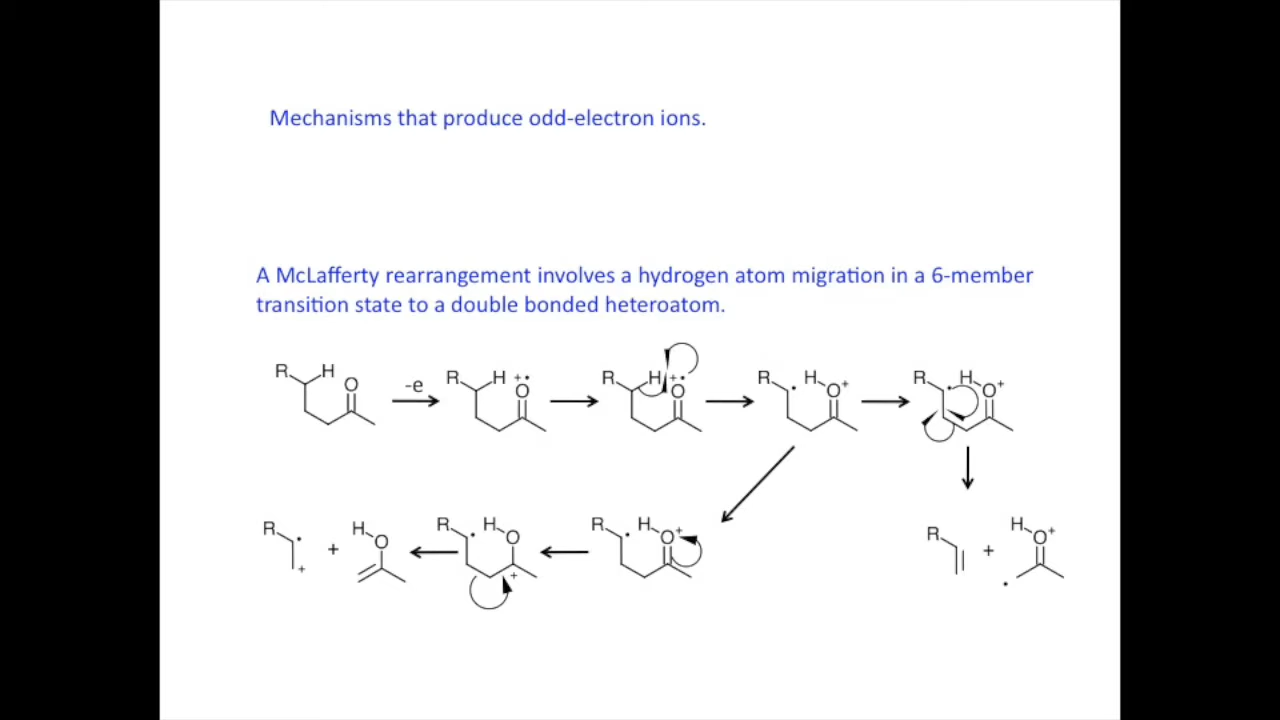 Mechanisms that produce odd-electron ions.
A McLafferty rearrangement involves a hydrogen atom migration in a 6-member
transition state to a double bonded heteroatom.
R H O -e R H +• O R H +• O R • H O+ R • H O+
R • + + H O R • H O + R • H O+ R + • H O+